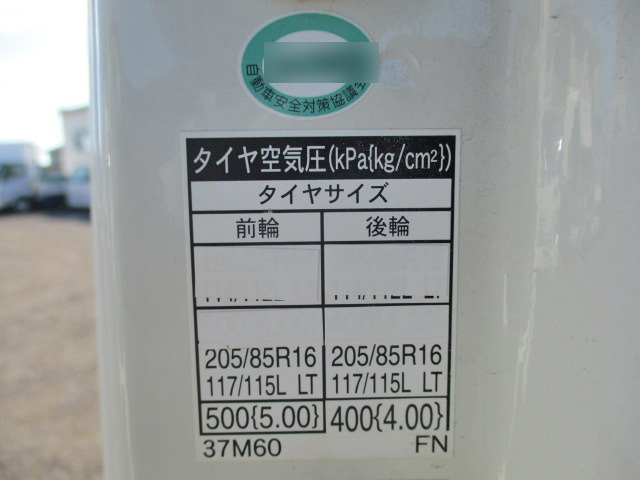 自動車安全対策協議会
タイヤ空気圧(kPa{kg/cm²})
タイヤサイズ
前輪 後輪
205/85R16 205/85R16
117/115L LT 117/115L LT
500{5.00} 400{4.00}
37M60 FN